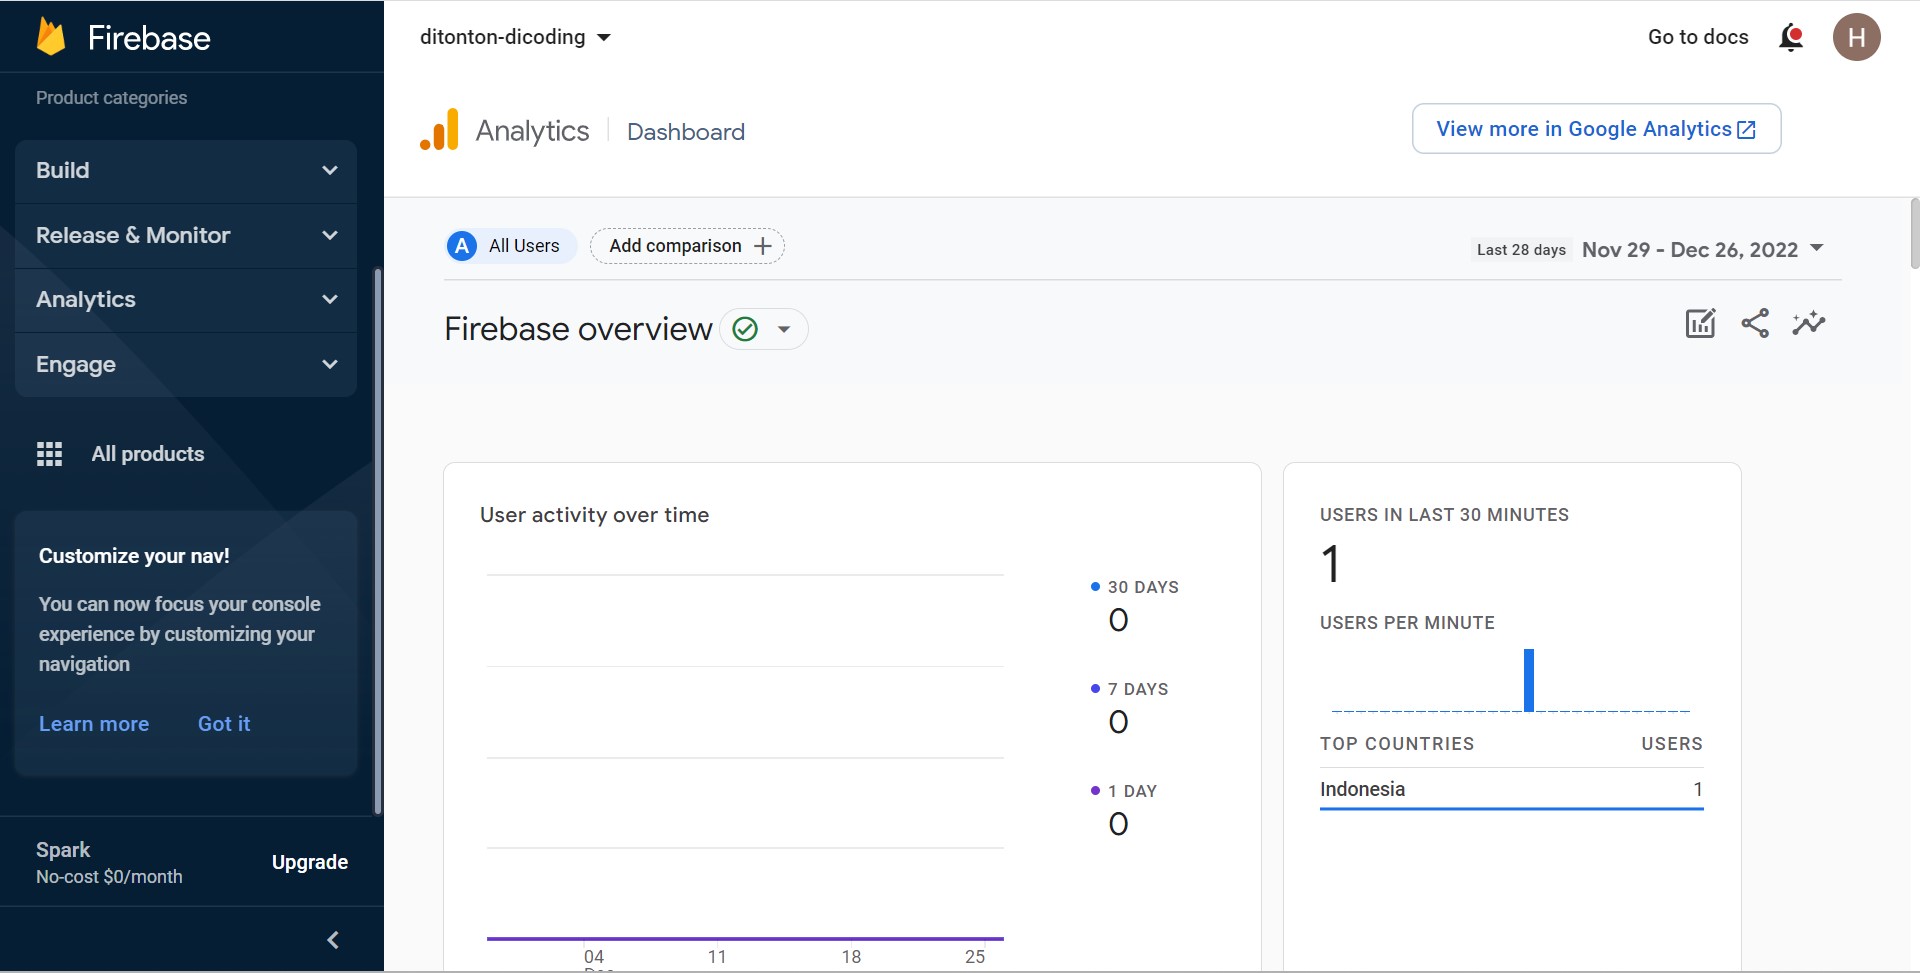 Firebase
Product categories
Build
Release & Monitor
Analytics
Engage
All products
Customize your nav!
You can now focus your console
experience by customizing your
navigation
Learn more Got it
Spark
No-cost $0/month
Upgrade
ditonton-dicoding
Go to docs
H
Analytics Dashboard
View more in Google Analytics
A All Users
Add comparison
Last 28 days Nov 29 - Dec 26, 2022
Firebase overview
User activity over time
30 DAYS
0
7 DAYS
0
1 DAY
0
04 11 18 25
Dec
USERS IN LAST 30 MINUTES
1
USERS PER MINUTE
TOP COUNTRIES USERS
Indonesia 1